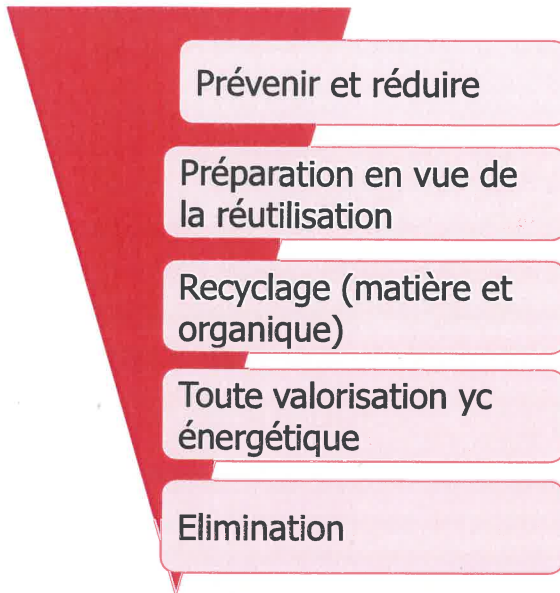 Prévenir et réduire
Préparation en vue de
la réutilisation
Recyclage (matière et
organique)
Toute valorisation yc
énergétique
Elimination